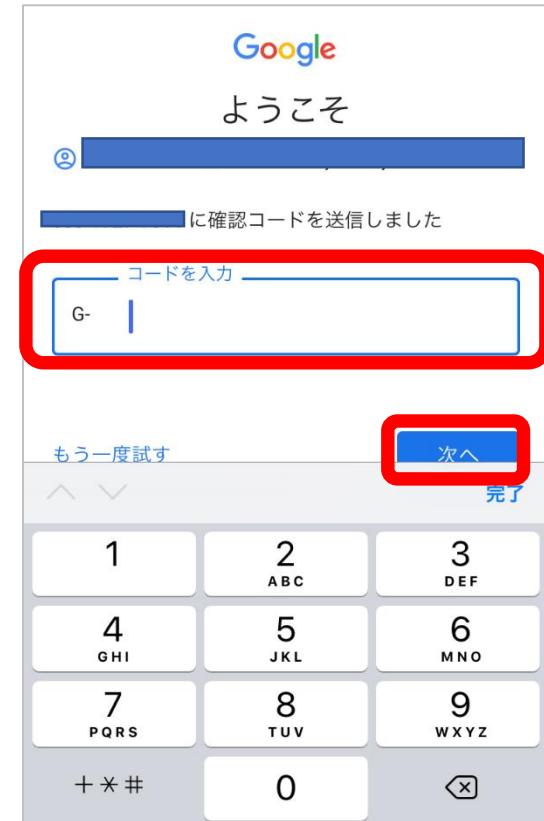 Google
ようこそ
に確認コードを送信しました
コードを入力
G-
もう一度試す
次へ
完了
1
2
ABC
3
DEF
4
GHI
5
JKL
6
MNO
7
PQRS
8
TUV
9
WXYZ
+*#
0